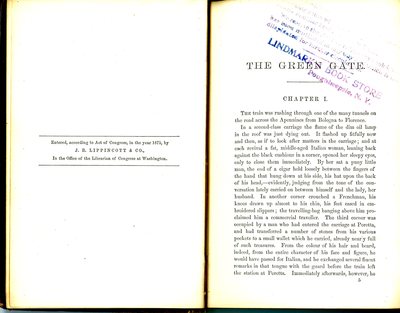 Entered, according to Act of Congress, in the year 1875, by
J. B. LIPPINCOTT & CO.,
In the Office of the Librarian of Congress at Washington.
LINDMARK BOOK STORE
Poughkeepsie, N. Y.
THE GREEN GATE.
CHAPTER I.
THE train was rushing through one of the many tunnels on
the road across the Apennines from Bologna to Florence.
In a second-class carriage the flame of the dim oil lamp
in the roof was just dying out. It flashed up fitfully now
and then, as if to look after matters in the carriage; and at
each revival a fat, middle-aged Italian woman, leaning back
against the black cushions in a corner, opened her sleepy eyes,
only to close them immediately. By her sat a puny little
man, the end of a cigar held loosely between the fingers of
the hand that hung down at his side, his hat upon the back
of his head,—evidently, judging from the tone of the con-
versation lately carried on between himself and the lady, her
husband. In another corner crouched a Frenchman, his
knees drawn up almost to his chin, his feet cased in em-
broidered slippers; the travelling-bag hanging above him pro-
claimed him a commercial traveller. The third corner was
occupied by a man who had entered the carriage at Poretta,
and had transferred a number of stones from his various
pockets to a small wallet which he carried, already near y full
of such treasures. From the colour of his hair and beard,
indeed, from the entire character of his face and figure, he
would have passed for Italian, and he exchanged several fluent
remarks in that tongue with the guard before the train left
the station at Poretta. Immediately afterwards, however, he
5